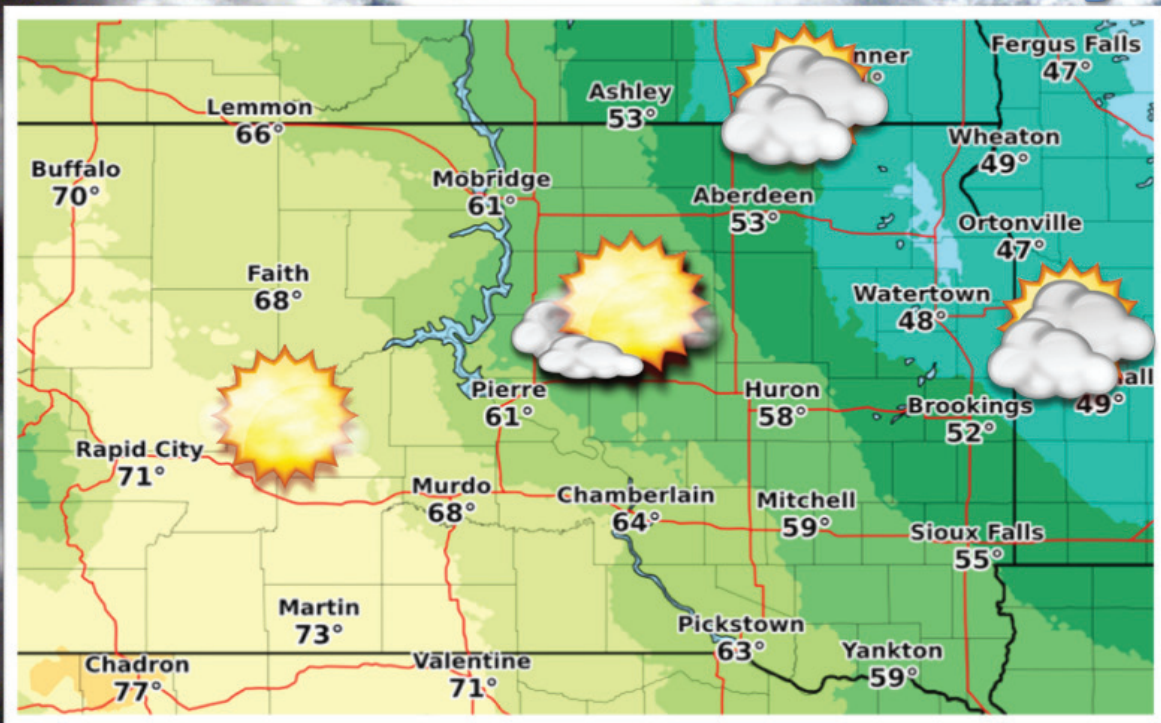 nner
Fergus Falls
47°
Ashley
53°
Lemmon
66°
Wheaton
49°
Buffalo
70°
Mobridge
61°
Aberdeen
53°
Ortonville
47°
Faith
68°
Watertown
48°
Pierre
61°
Huron
58°
all
49°
Brookings
52°
Rapid City
71°
Murdo
68°
Chamberlain
64°
Mitchell
59°
Sioux Falls
55°
Martin
73°
Pickstown
63°
Yankton
59°
Chadron
77°
Valentine
71°